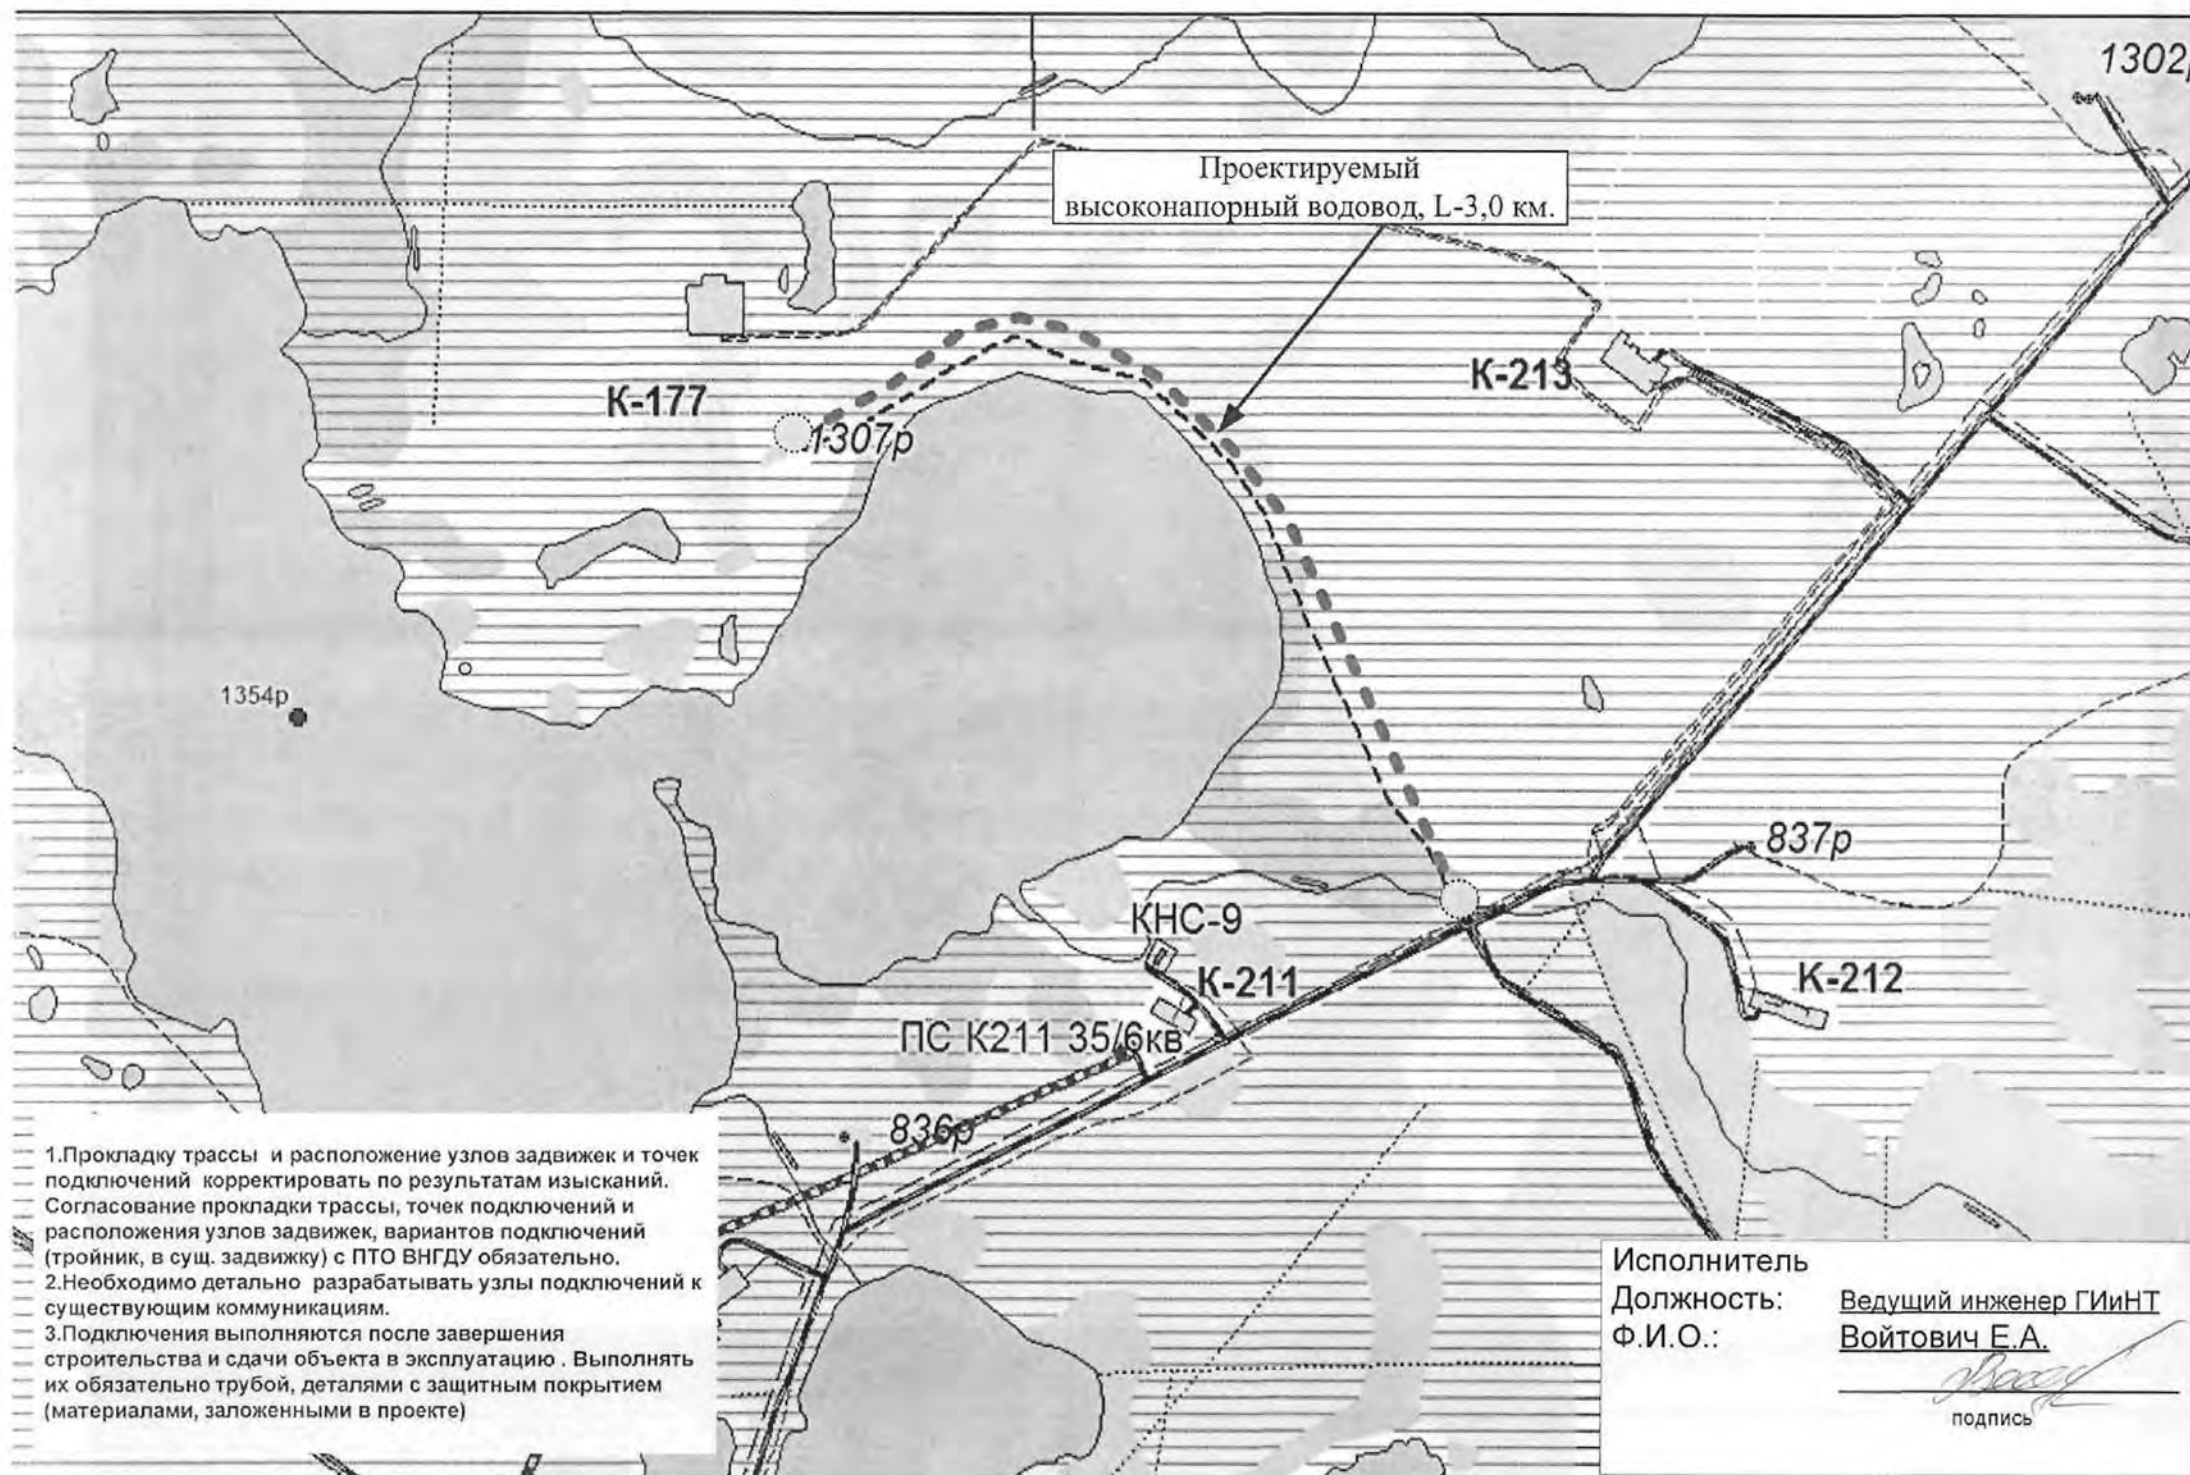 1302р
Проектируемый
высоконапорный водовод, L-3,0 км.
К-213
К-177
1307р
1354р
837р
КНС-9
К-211
К-212
ПС К211 35/6кв
836р
1.Прокладку трассы и расположение узлов задвижек и точек
подключений корректировать по результатам изысканий.
Согласование прокладки трассы, точек подключений и
расположения узлов задвижек, вариантов подключений
(тройник, в сущ. задвижку) с ПТО ВНГДУ обязательно.
2.Необходимо детально разрабатывать узлы подключений к
существующим коммуникациям.
3.Подключения выполняются после завершения
строительства и сдачи объекта в эксплуатацию . Выполнять
их обязательно трубой, деталями с защитным покрытием
(материалами, заложенными в проекте)
Исполнитель
Должность: Ведущий инженер ГИиНТ
Ф.И.О.: Войтович Е.А.
подпись